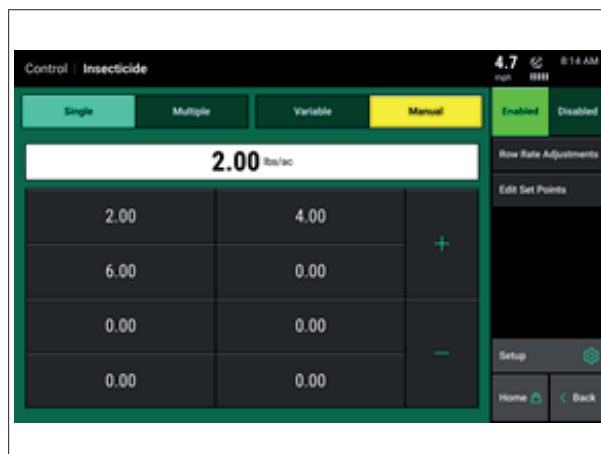 Control | Insecticide
4.7
mph
8:14 AM
Single
Multiple
Variable
Manual
Enabled
Disabled
2.00 lbs/ac
Row Rate Adjustments
Edit Set Points
2.00
4.00
+
6.00
0.00
0.00
0.00
−
0.00
0.00
Setup
Home
< Back